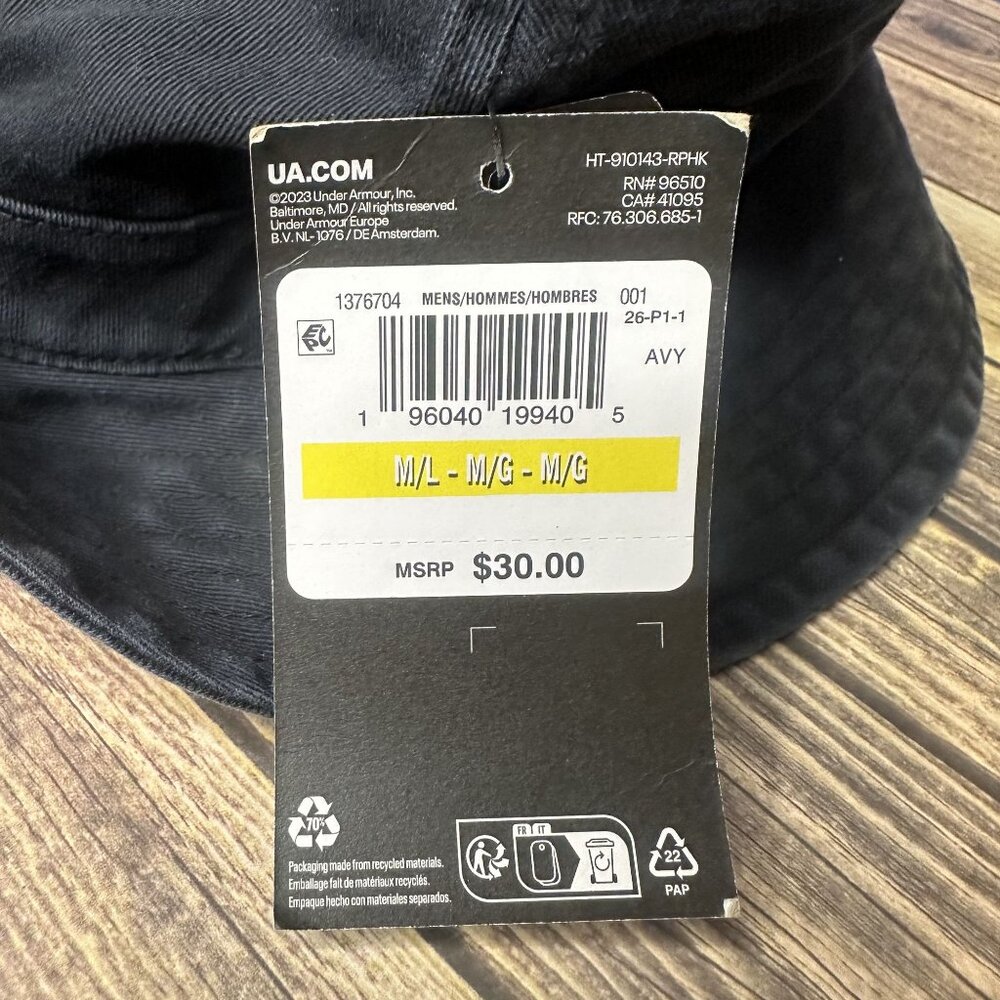 UA.COM
©2023 Under Armour, Inc.
Baltimore, MD / All rights reserved.
Under Armour Europe
B.V. NL-1076 / DE Amsterdam.
HT-910143-RPHK
RN# 96510
CA# 41095
RFC: 76.306.685-1
1376704 MENS/HOMMES/HOMBRES 001
26-P1-1
EPC
AVY
1 96040 19940 5
M/L - M/G - M/G
MSRP $30.00
70%
Packaging made from recycled materials.
Emballage fait de matériaux recyclés.
Empaque hecho con materiales separados.
FR IT
22
PAP